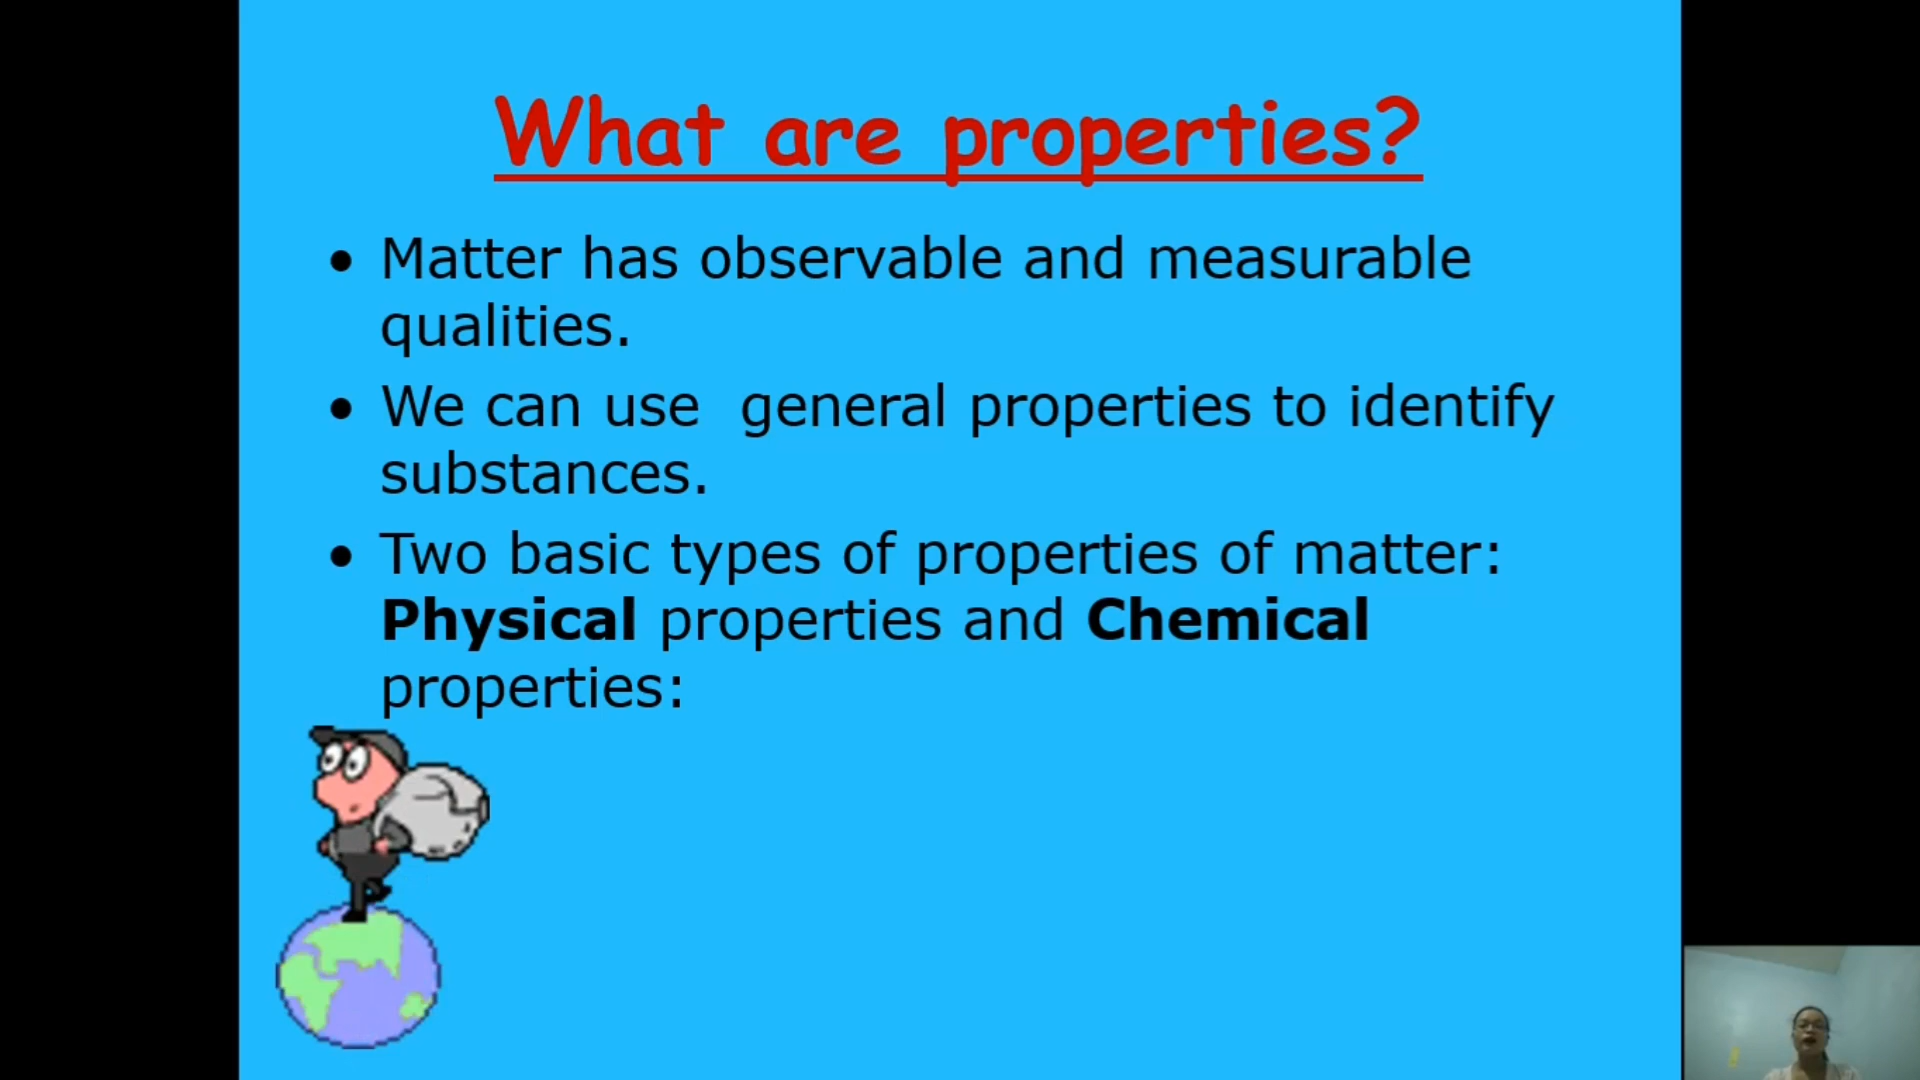 What are properties?
• Matter has observable and measurable
qualities.
• We can use  general properties to identify
substances.
• Two basic types of properties of matter:
Physical properties and Chemical
properties: